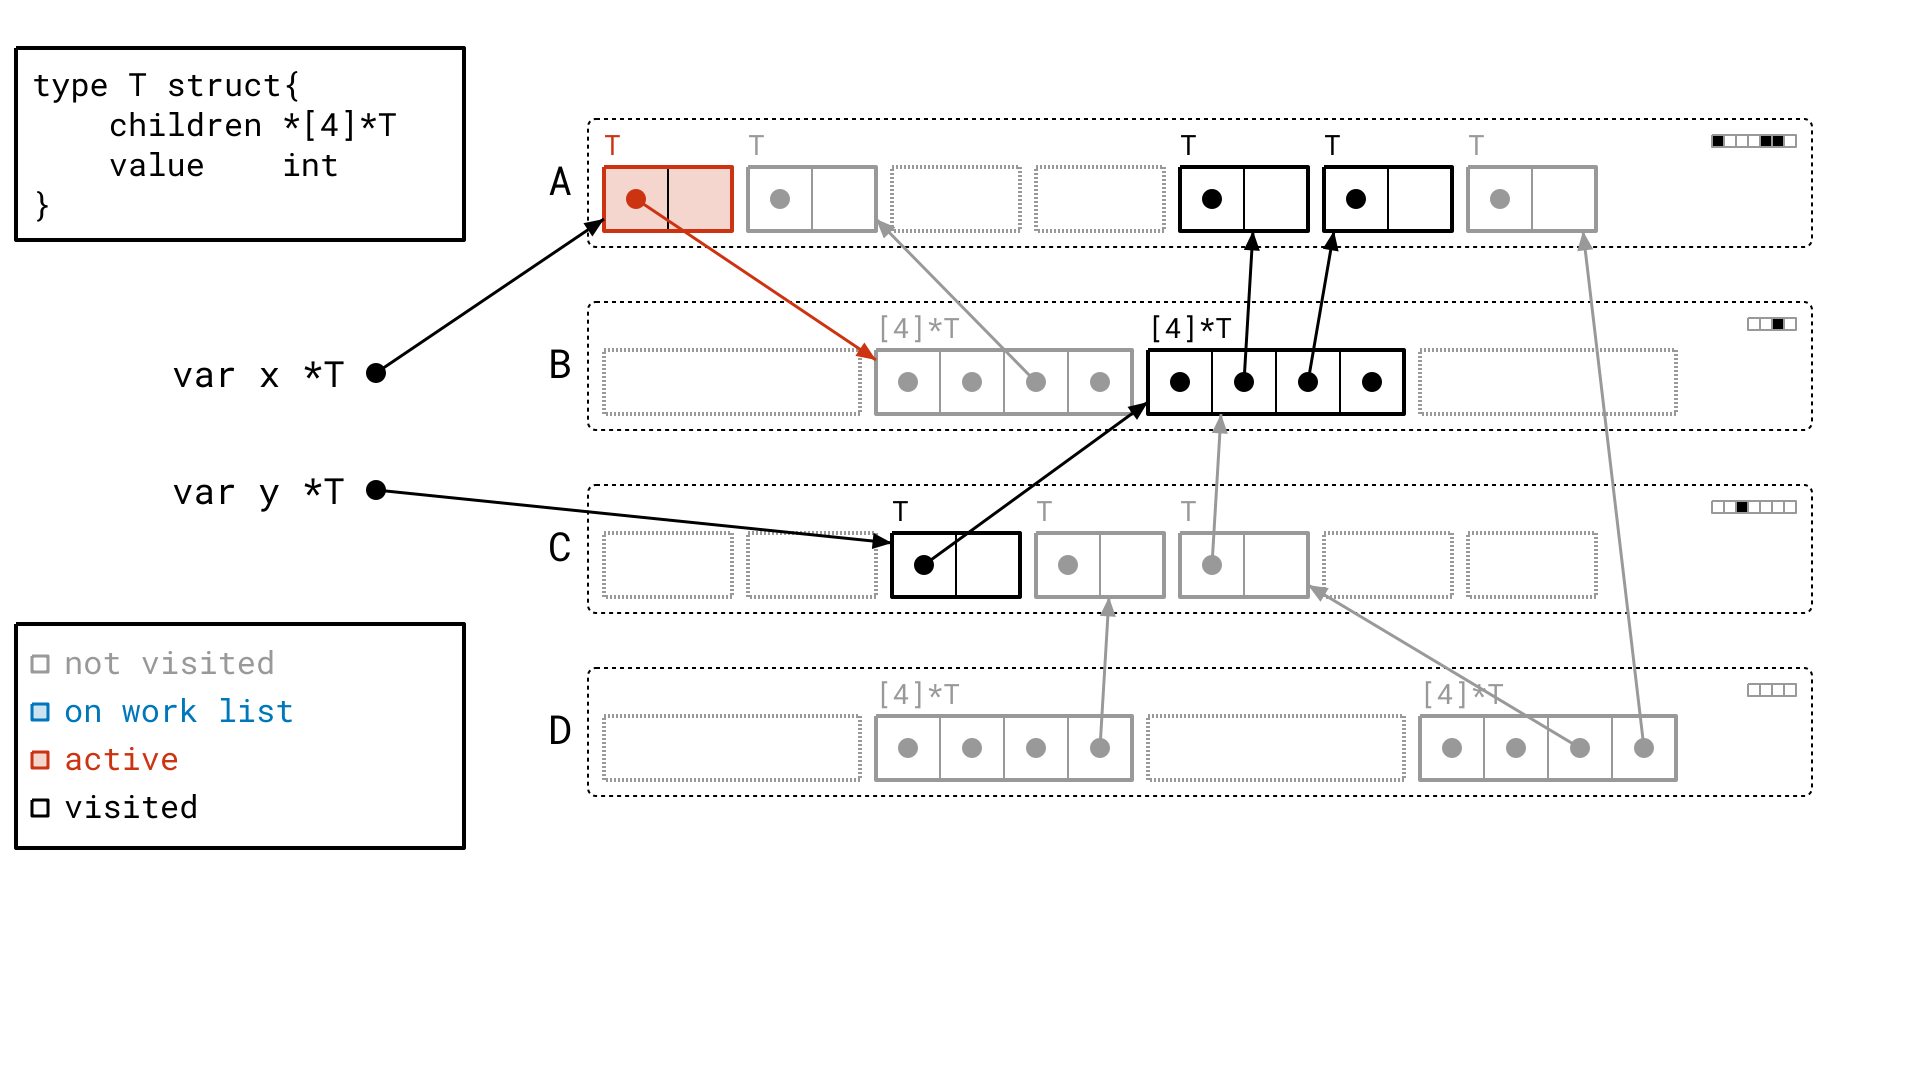 type T struct{
    children *[4]*T
    value    int
}
T T T T T
A
[4]*T [4]*T
B
var x *T
var y *T
T T T
C
[4]*T [4]*T
D
not visited
on work list
active
visited